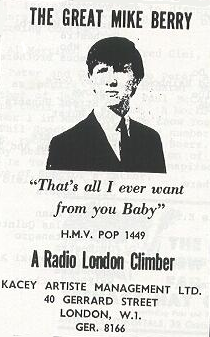 THE GREAT MIKE BERRY
“That's all I ever want
from you Baby”
H.M.V. POP 1449
A Radio London Climber
KACEY ARTISTE MANAGEMENT LTD.
40 GERRARD STREET
LONDON, W.1.
GER. 8166